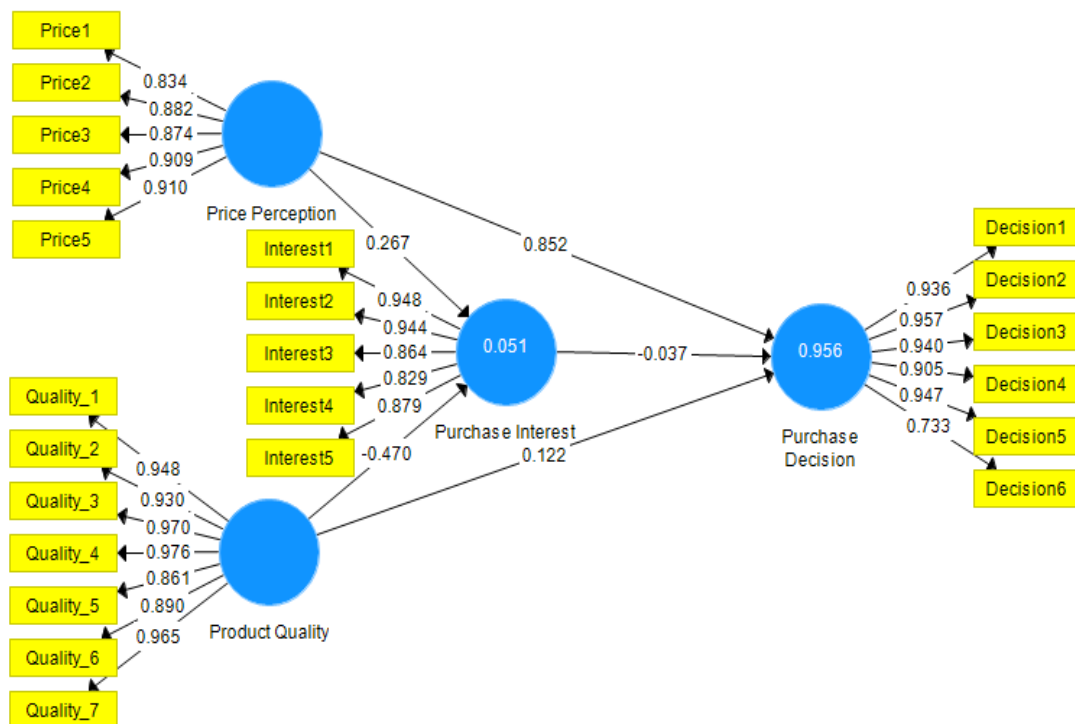 Price1
Price2
Price3
Price4
Price5
0.834
0.882
0.874
0.909
0.910
Price Perception
0.267
0.852
Interest1
Interest2
Interest3
Interest4
Interest5
0.948
0.944
0.864
0.829
0.879
0.051
Purchase Interest
-0.037
-0.470
0.122
Quality_1
Quality_2
Quality_3
Quality_4
Quality_5
Quality_6
Quality_7
0.948
0.930
0.970
0.976
0.861
0.890
0.965
Product Quality
0.956
Purchase
Decision
0.936
0.957
0.940
0.905
0.947
0.733
Decision1
Decision2
Decision3
Decision4
Decision5
Decision6